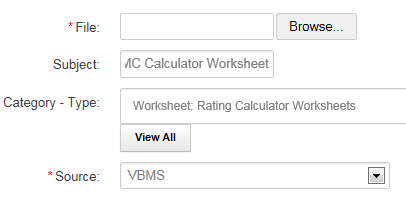 *File:
Browse...
Subject:
MC Calculator Worksheet
Category - Type:
Worksheet: Rating Calculator Worksheets
View All
*Source:
VBMS